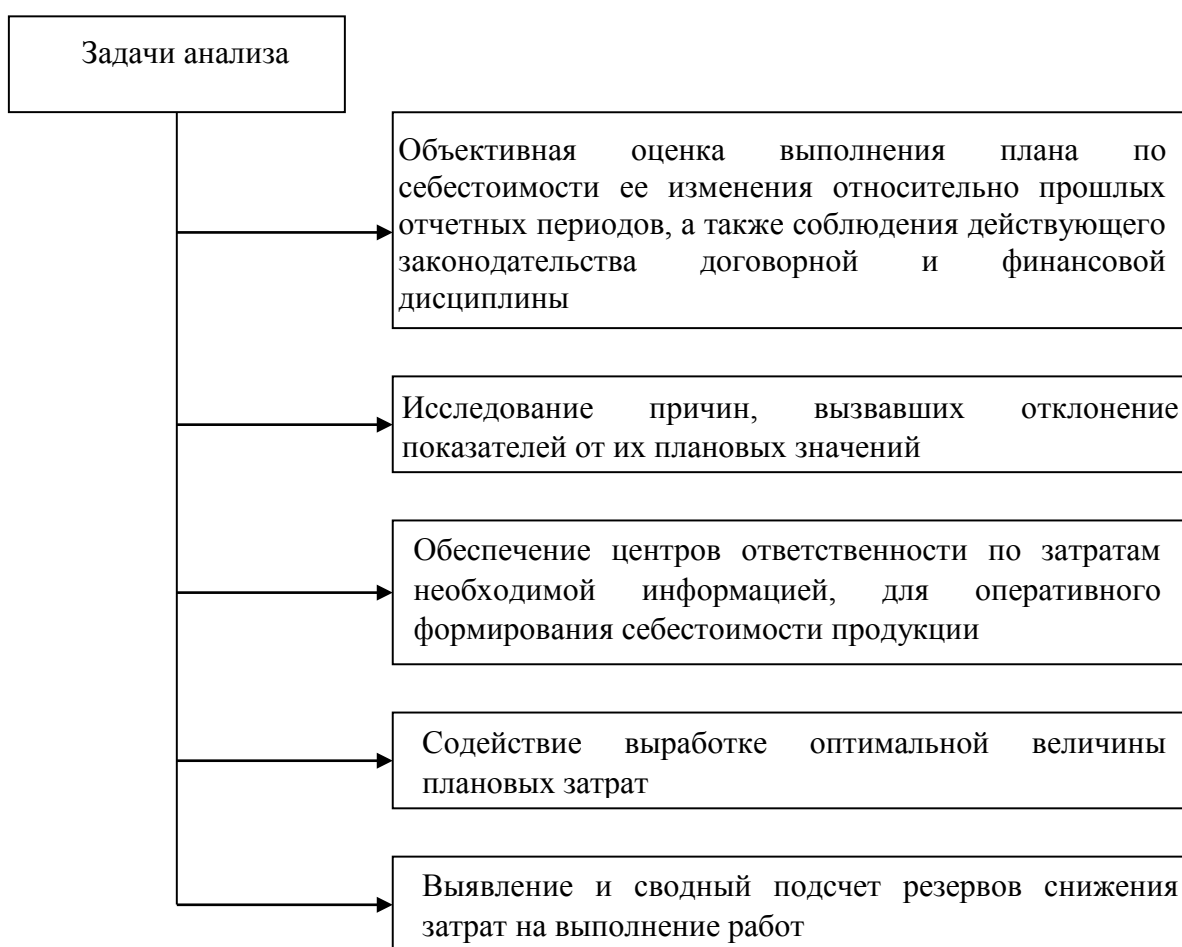 Задачи анализа
Объективная оценка выполнения плана по
себестоимости ее изменения относительно прошлых
отчетных периодов, а также соблюдения действующего
законодательства договорной и финансовой
дисциплины
Исследование причин, вызвавших отклонение
показателей от их плановых значений
Обеспечение центров ответственности по затратам
необходимой информацией, для оперативного
формирования себестоимости продукции
Содействие выработке оптимальной величины
плановых затрат
Выявление и сводный подсчет резервов снижения
затрат на выполнение работ